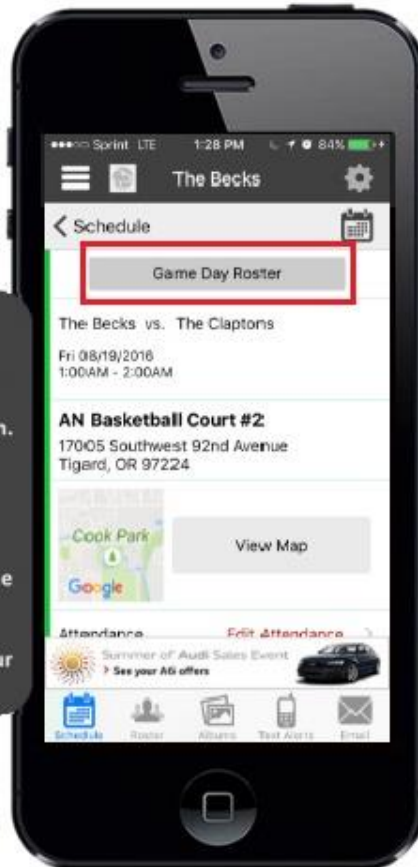 Sprint LTE 1:28 PM 84%
The Becks
Schedule
Game Day Roster
The Becks vs. The Claptons
Fri 08/19/2016
1:00AM - 2:00AM
AN Basketball Court #2
17005 Southwest 92nd Avenue
Tigard, OR 97224
Cook Park
Google
View Map
Attendance Edit Attendance
Summer of Audi Sales Event
See your A6i offers
Schedule Roster Albums Text Alerts Email